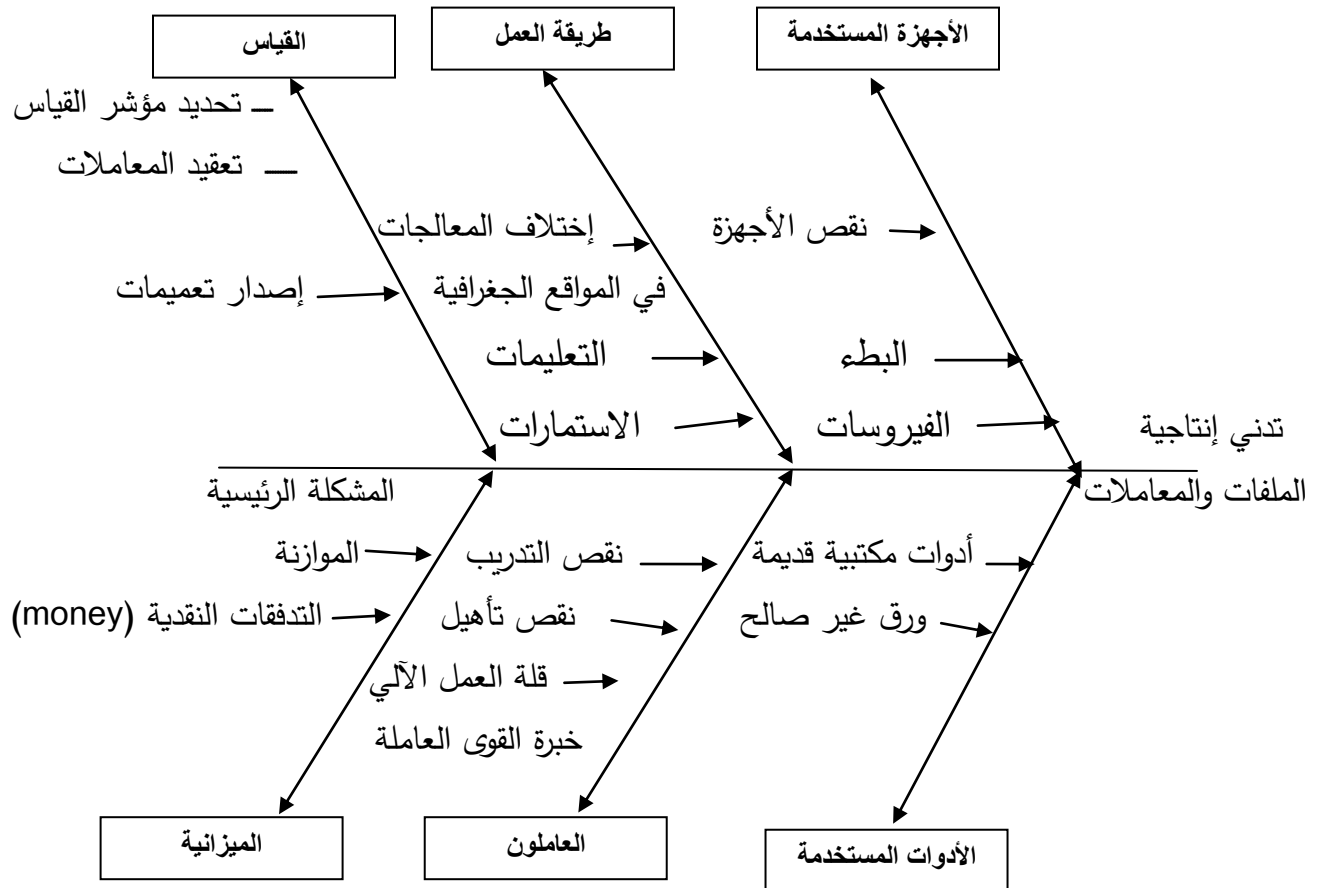 الأجهزة المستخدمة
طريقة العمل
القياس
تحديد مؤشر القياس
تعقيد المعاملات
نقص الأجهزة
إختلاف المعالجات
في المواقع الجغرافية
إصدار تعميمات
البطء
التعليمات
الفيروسات
الاستمارات
تدني إنتاجية
الملفات والمعاملات
المشكلة الرئيسية
أدوات مكتبية قديمة
نقص التدريب
الموازنة
ورق غير صالح
نقص تأهيل
التدفقات النقدية (money)
قلة العمل الآلي
خبرة القوى العاملة
الأدوات المستخدمة
العاملون
الميزانية